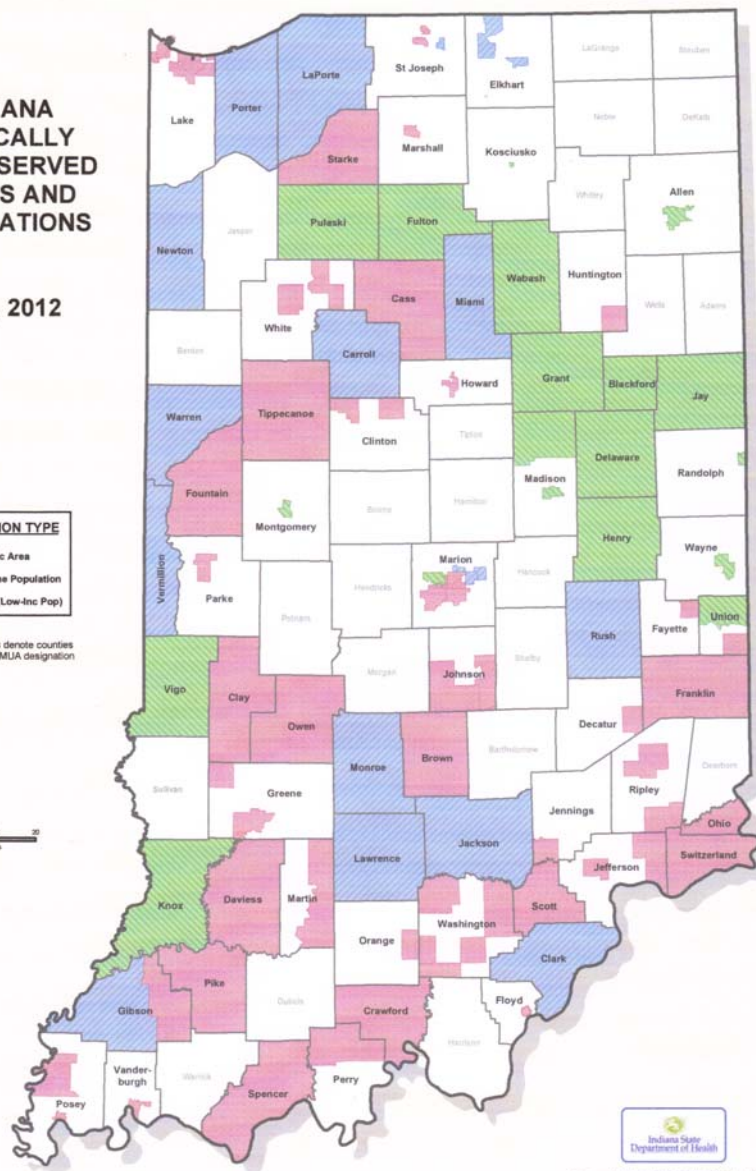 ANA
CALLY
SERVED
S AND
ATIONS
2012
ION TYPE
c Area
e Population
Low-Inc Pop)
denote counties
MUA designation
20
Lake
Porter
LaPorte
St Joseph
Elkhart
LaGrange
Steuben
Noble
DeKalb
Starke
Marshall
Kosciusko
Whitley
Allen
Newton
Jasper
Pulaski
Fulton
Wabash
Huntington
Wells
Adams
Benton
White
Cass
Miami
Carroll
Howard
Grant
Blackford
Jay
Warren
Tippecanoe
Clinton
Tipton
Madison
Delaware
Randolph
Fountain
Montgomery
Boone
Hamilton
Henry
Wayne
Vermillion
Parke
Putnam
Hendricks
Marion
Hancock
Rush
Fayette
Union
Vigo
Clay
Owen
Morgan
Johnson
Shelby
Decatur
Franklin
Sullivan
Greene
Monroe
Brown
Bartholomew
Jennings
Ripley
Dearborn
Ohio
Switzerland
Knox
Daviess
Martin
Lawrence
Jackson
Jefferson
Scott
Washington
Orange
Clark
Gibson
Pike
Dubois
Crawford
Floyd
Harrison
Posey
Vander-
burgh
Warrick
Spencer
Perry
Indiana State
Department of Health